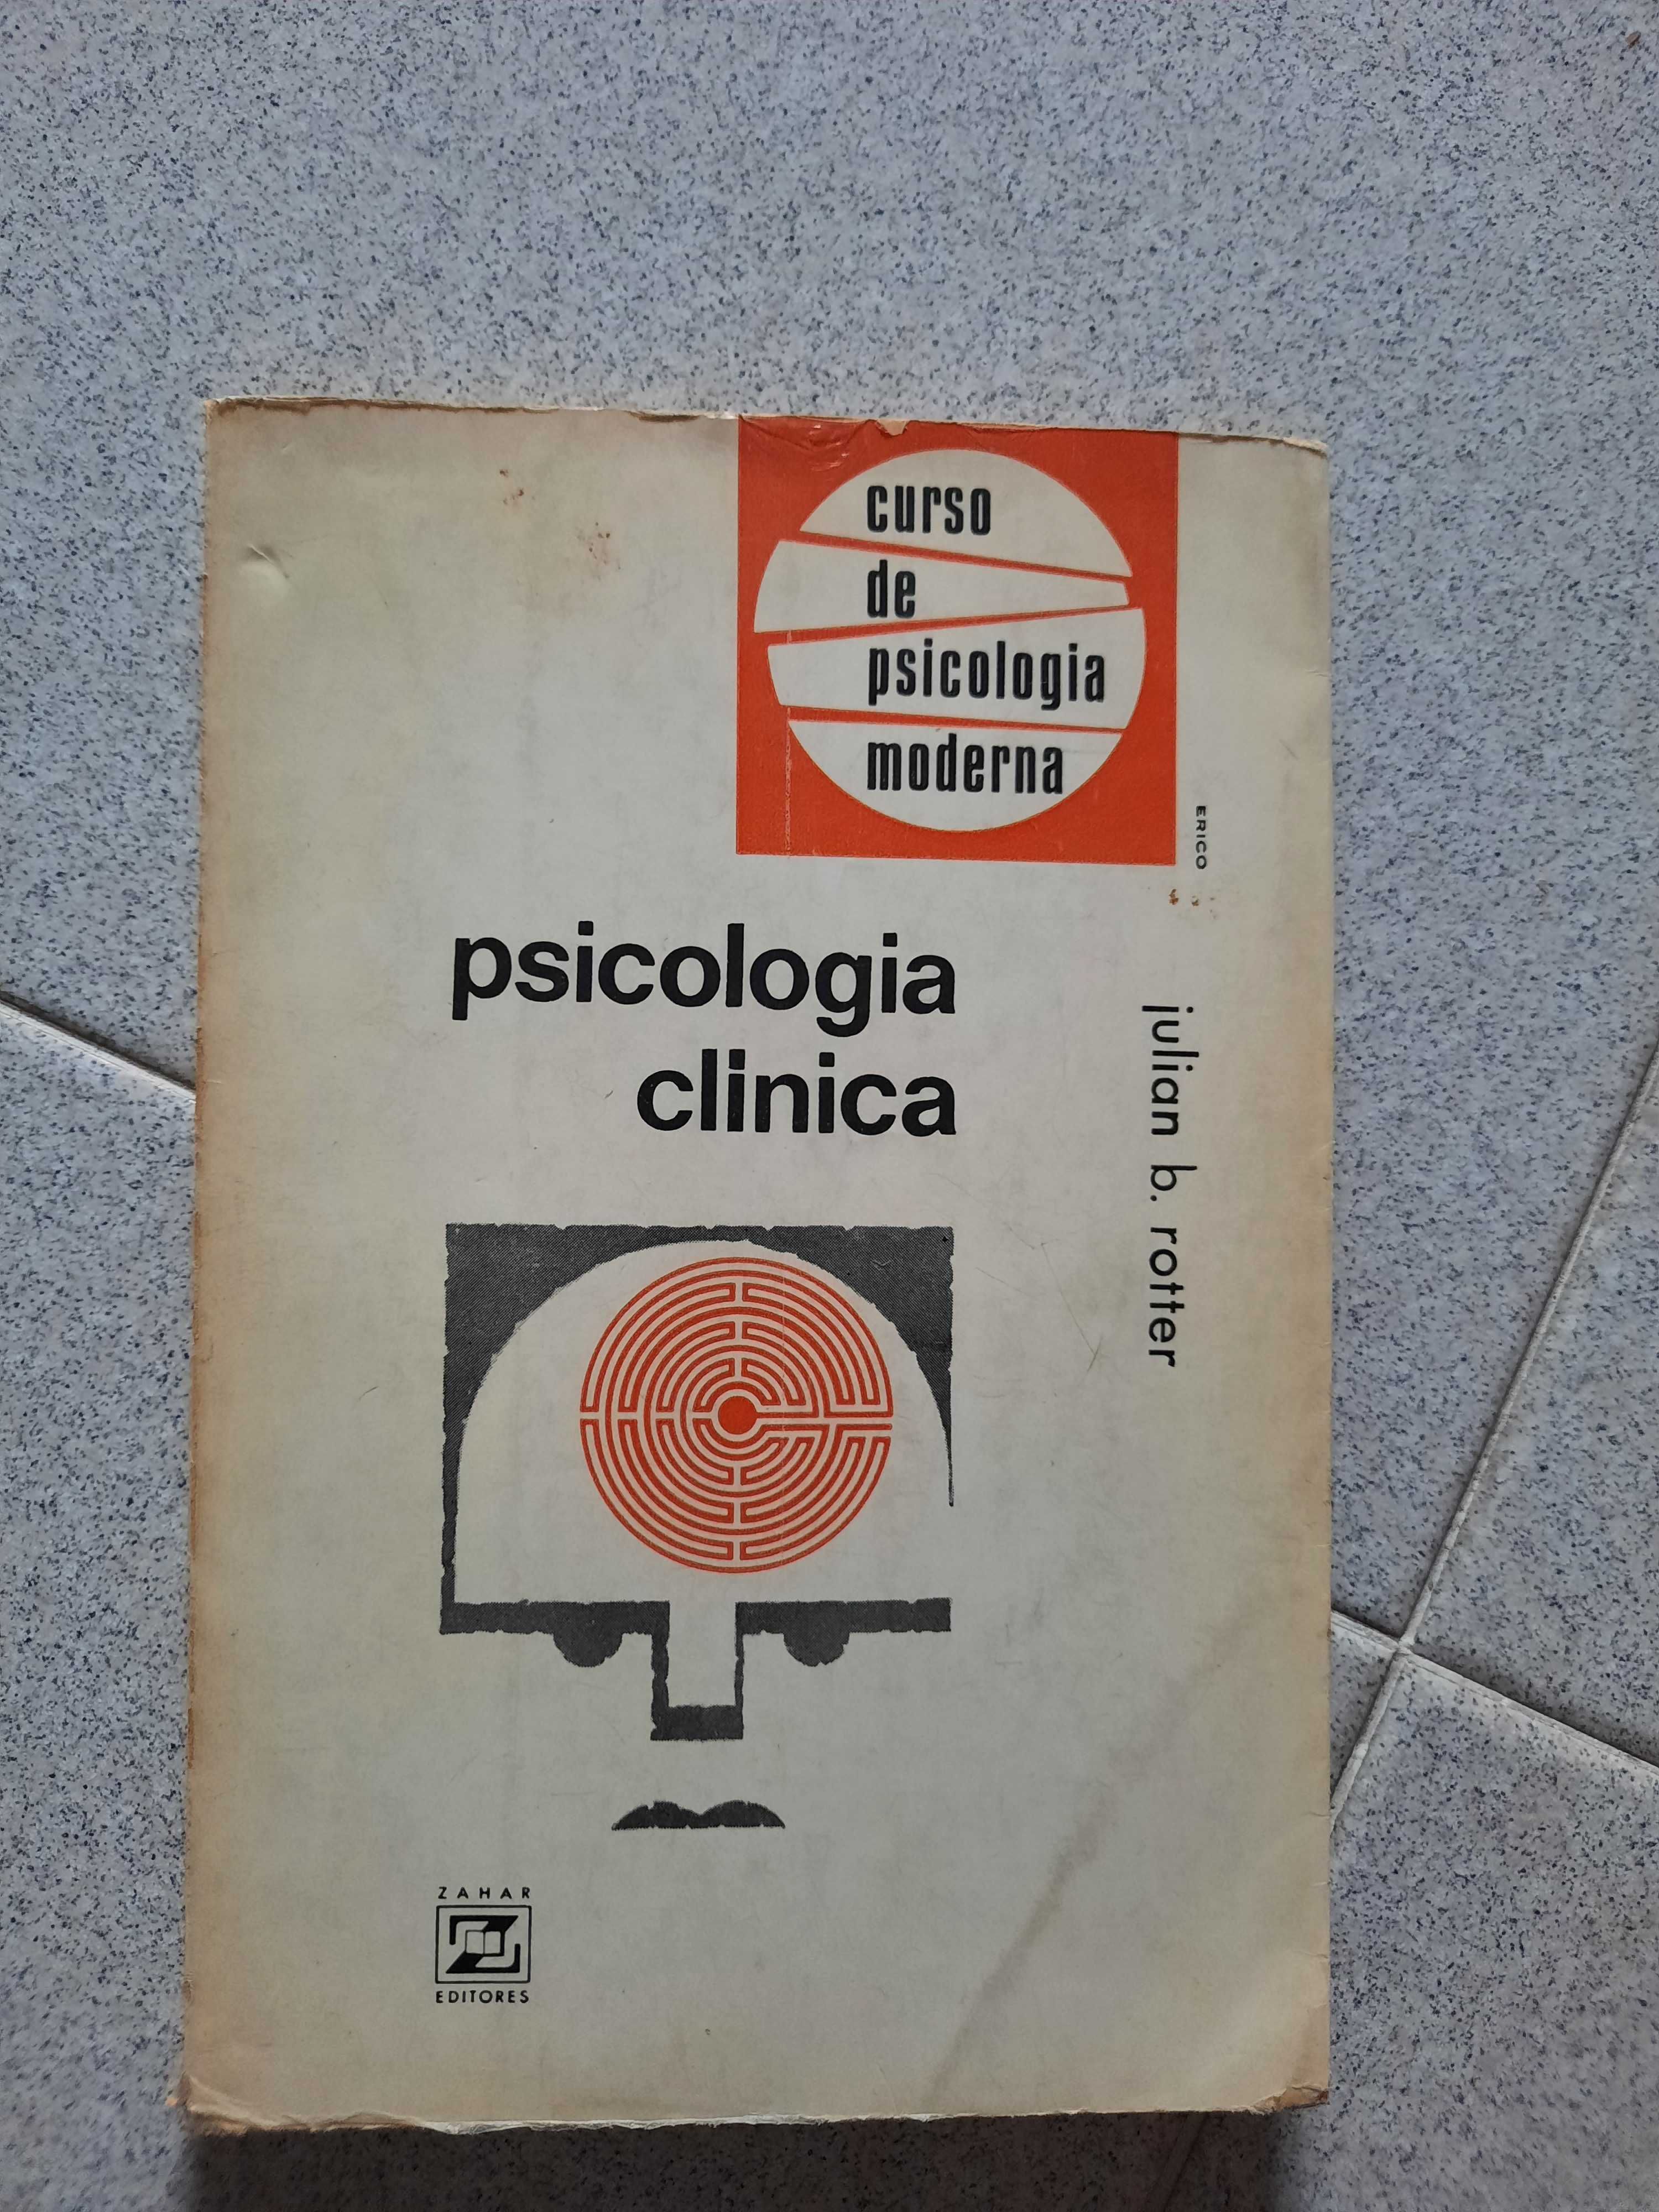 curso
de
psicologia
moderna
ERICO
psicologia
clinica
julian b. rotter
ZAHAR
EDITORES